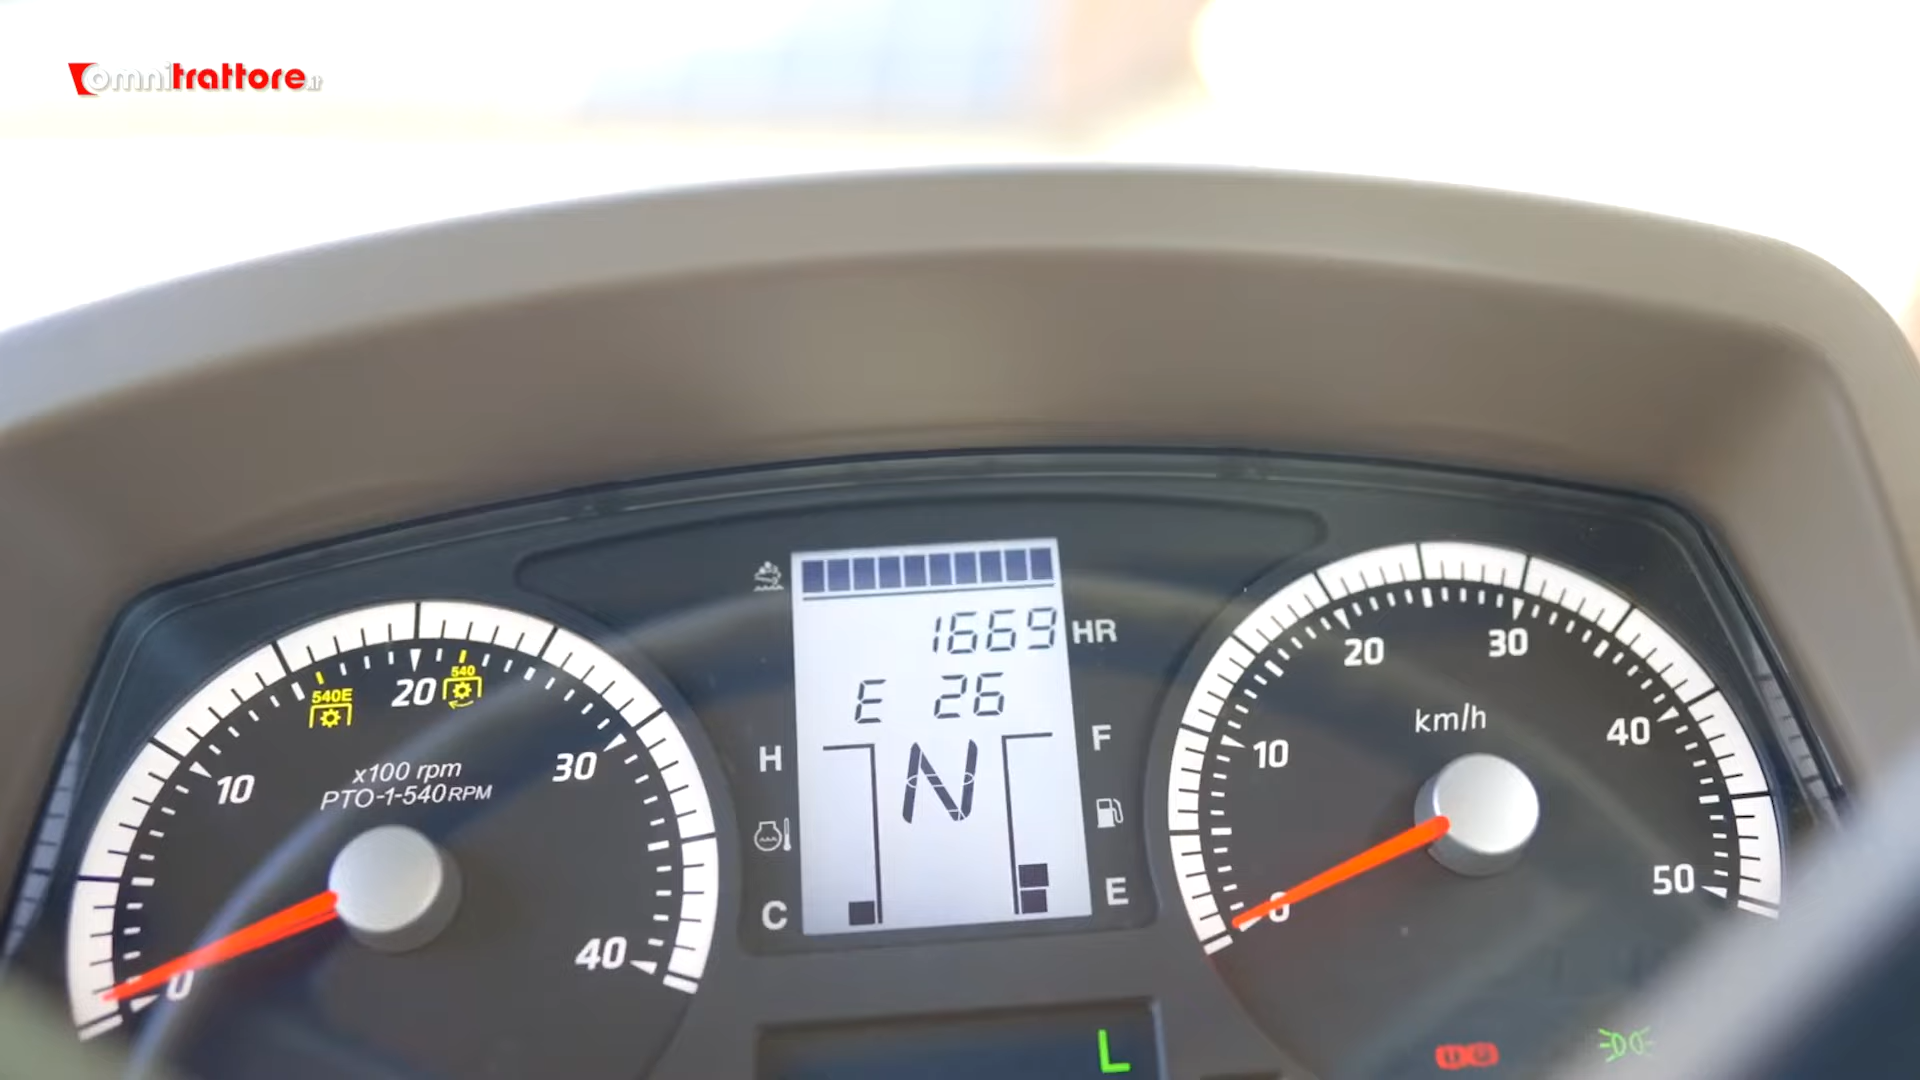 omnitrattore.it
1669 HR
E 26
N
H
C
F
E
540E
540
0
10
20
30
40
x100 rpm
PTO-1-540RPM
0
10
20
30
40
50
km/h
L